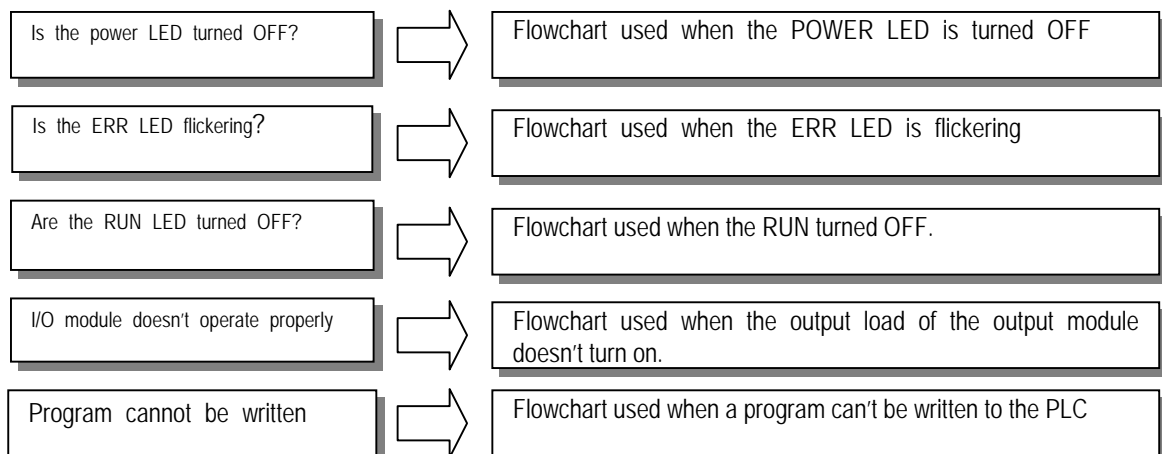 Is the power LED turned OFF?
Flowchart used when the POWER LED is turned OFF
Is the ERR LED flickering?
Flowchart used when the ERR LED is flickering
Are the RUN LED turned OFF?
Flowchart used when the RUN turned OFF.
I/O module doesn't operate properly
Flowchart used when the output load of the output module
doesn't turn on.
Program cannot be written
Flowchart used when a program can't be written to the PLC